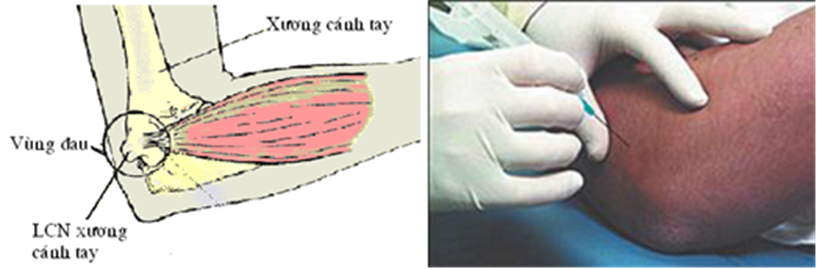 Xương cánh tay
Vùng đau
LCN xương
cánh tay